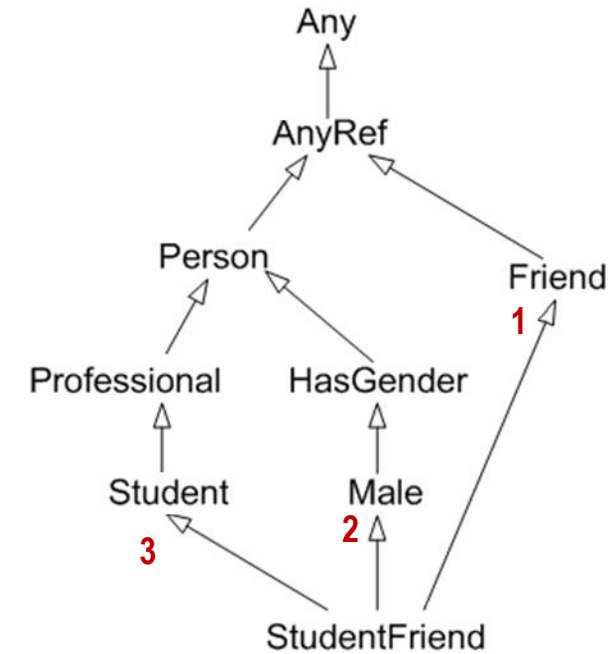 Any
AnyRef
Person
Friend
1
Professional
HasGender
Student
Male
3
2
StudentFriend